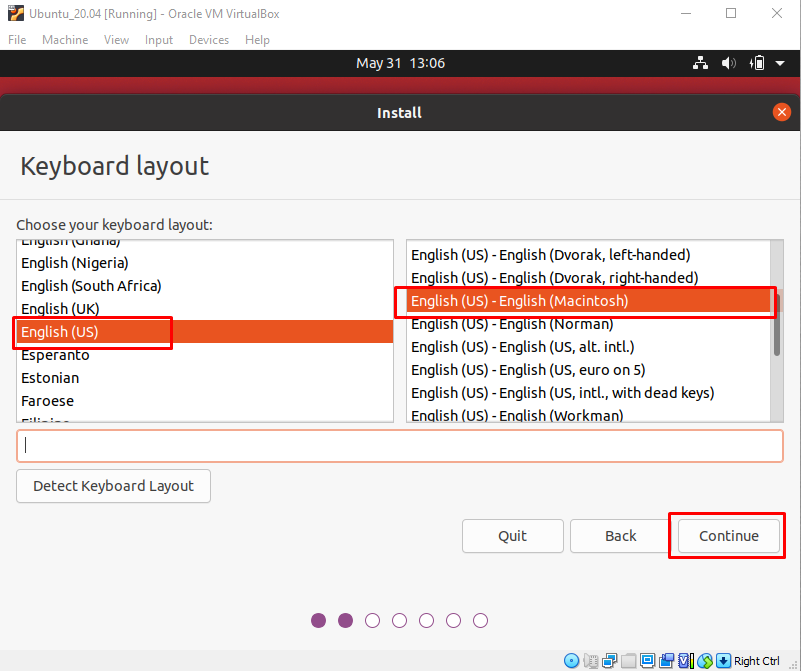 Ubuntu_20.04 [Running] - Oracle VM VirtualBox
File Machine View Input Devices Help
May 31 13:06
Install
Keyboard layout
Choose your keyboard layout:
English (Ghana)
English (Nigeria)
English (South Africa)
English (UK)
English (US)
Esperanto
Estonian
Faroese
Filipino
English (US) - English (Dvorak, left-handed)
English (US) - English (Dvorak, right-handed)
English (US) - English (Macintosh)
English (US) - English (Norman)
English (US) - English (US, alt. intl.)
English (US) - English (US, euro on 5)
English (US) - English (US, intl., with dead keys)
English (US) - English (Workman)
Detect Keyboard Layout
Quit Back Continue
Right Ctrl